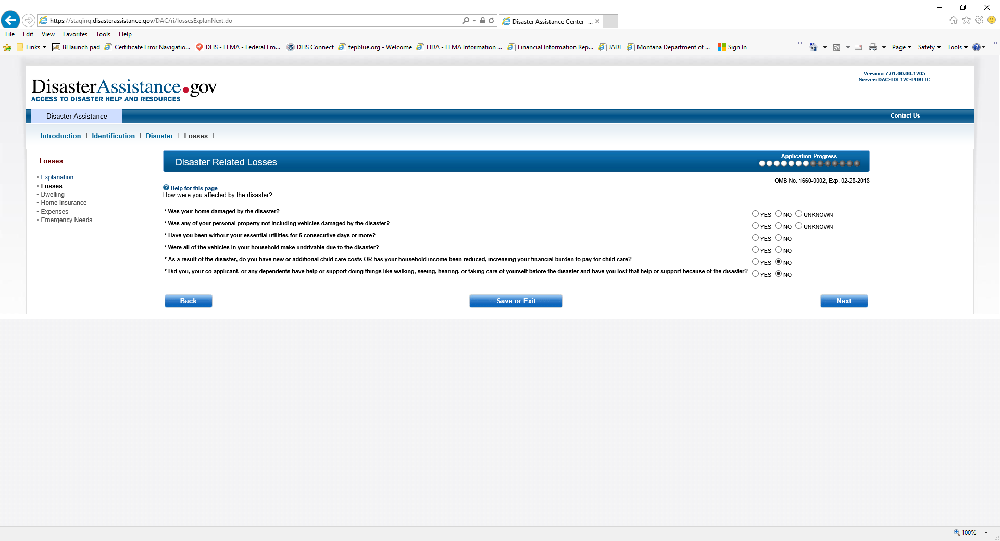 https://staging.disasterassistance.gov/DAC/ri/lossesExplanNext.do
Disaster Assistance Center -...
File Edit View Favorites Tools Help
Links BI launch pad Certificate Error Navigatio... DHS - FEMA - Federal Em... DHS Connect fepblue.org - Welcome FIDA - FEMA Information ... Financial Information Rep... JADE Montana Department of ... Sign In Page Safety Tools
Version: 7.01.00.00.1205
Server: DAC-TDL12C-PUBLIC
DisasterAssistance.gov
ACCESS TO DISASTER HELP AND RESOURCES
Disaster Assistance Contact Us
Introduction | Identification | Disaster | Losses |
Losses
• Explanation
• Losses
• Dwelling
• Home Insurance
• Expenses
• Emergency Needs
Disaster Related Losses
Application Progress
OMB No. 1660-0002, Exp. 02-28-2018
Help for this page
How were you affected by the disaster?
* Was your home damaged by the disaster? YES NO UNKNOWN
* Was any of your personal property not including vehicles damaged by the disaster? YES NO UNKNOWN
* Have you been without your essential utilities for 5 consecutive days or more? YES NO
* Were all of the vehicles in your household make undrivable due to the disaster? YES NO
* As a result of the disaster, do you have new or additional child care costs OR has your household income been reduced, increasing your financial burden to pay for child care? YES NO
* Did you, your co-applicant, or any dependents have help or support doing things like walking, seeing, hearing, or taking care of yourself before the disaster and have you lost that help or support because of the disaster? YES NO
Back Save or Exit Next
100%